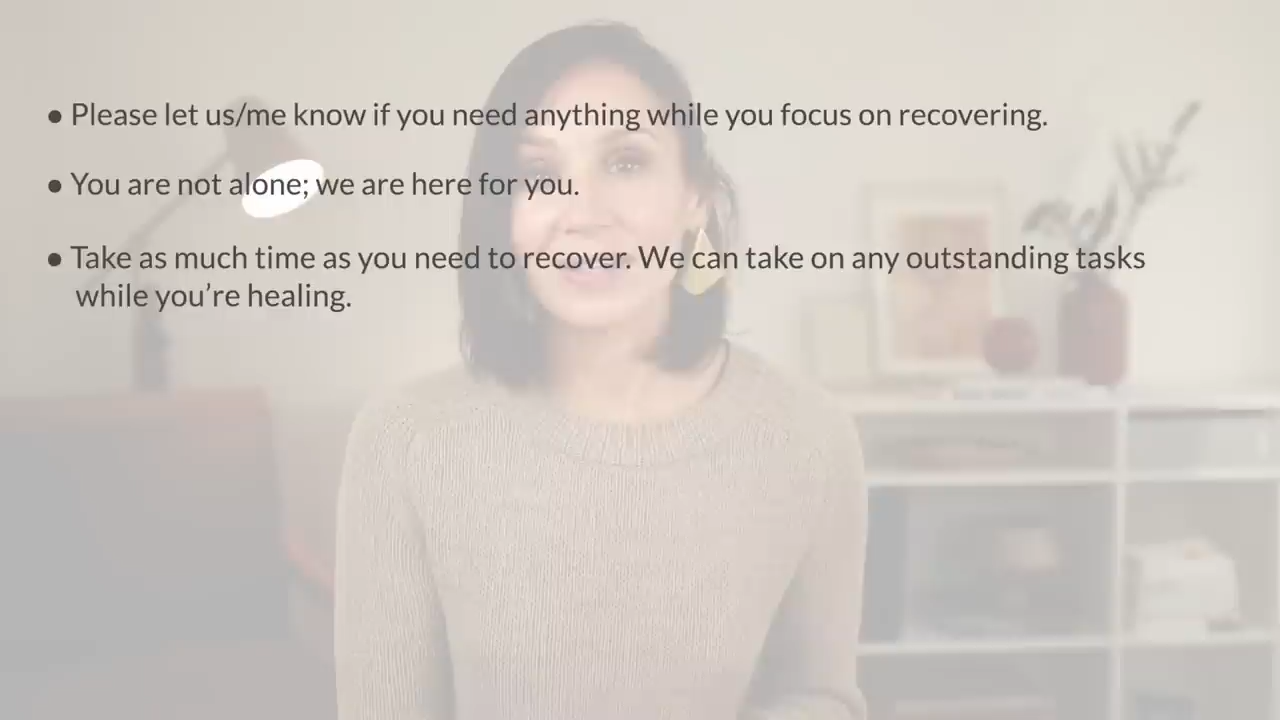 ● Please let us/me know if you need anything while you focus on recovering.
● You are not alone; we are here for you.
● Take as much time as you need to recover. We can take on any outstanding tasks
while you’re healing.